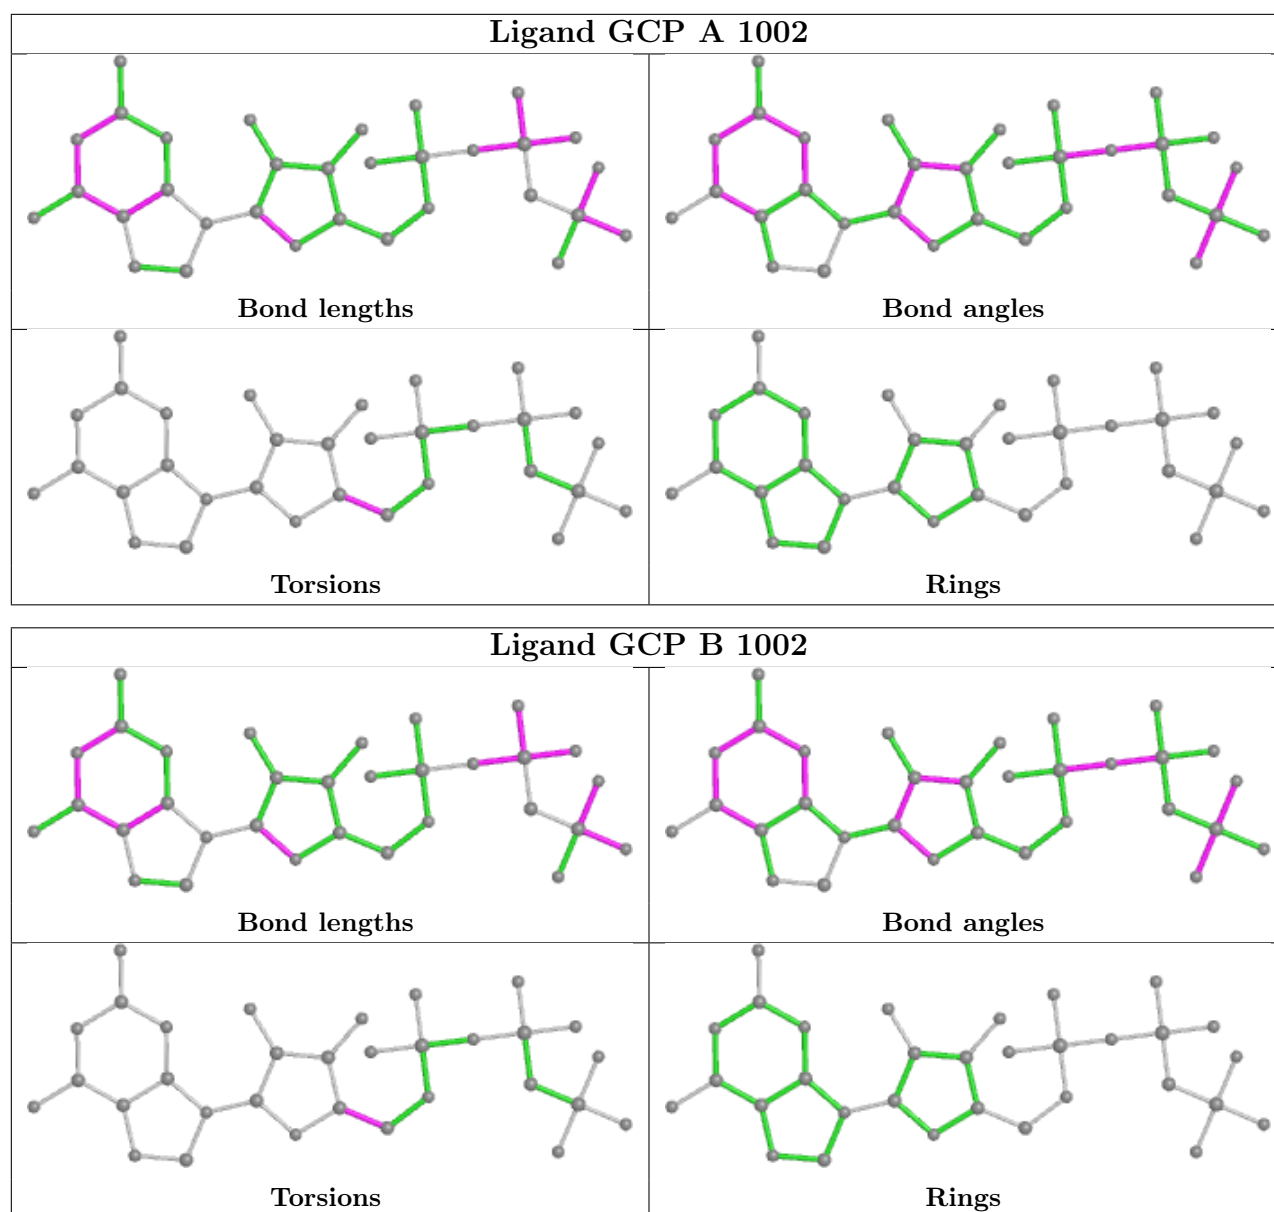 Ligand GCP A 1002
Bond lengths
Bond angles
Torsions
Rings
Ligand GCP B 1002
Bond lengths
Bond angles
Torsions
Rings